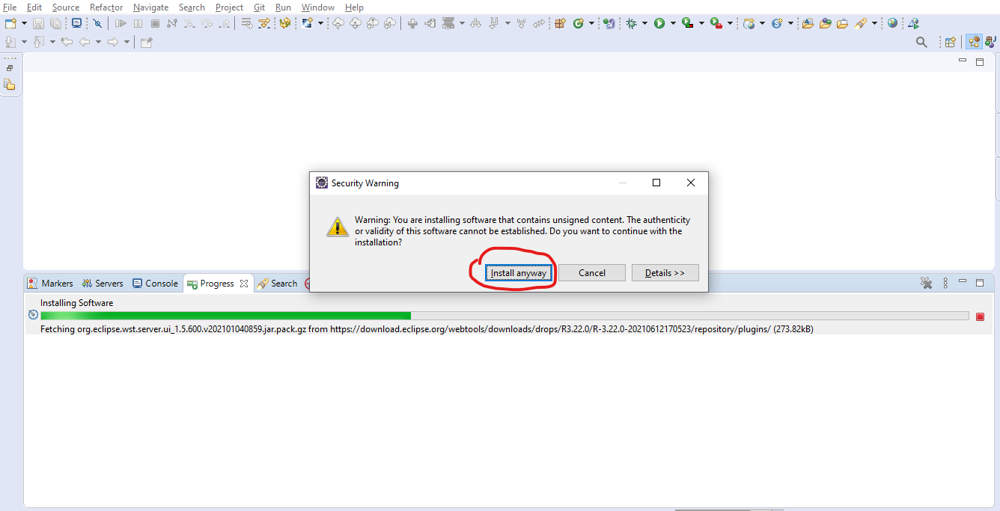 File Edit Source Refactor Navigate Search Project Git Run Window Help
Security Warning
Warning: You are installing software that contains unsigned content. The authenticity
or validity of this software cannot be established. Do you want to continue with the
installation?
Install anyway Cancel Details >>
Markers Servers Console Progress Search
Installing Software
Fetching org.eclipse.wst.server.ui_1.5.600.v202101040859.jar.pack.gz from https://download.eclipse.org/webtools/downloads/drops/R3.22.0/R-3.22.0-20210612170523/repository/plugins/ (273.82kB)